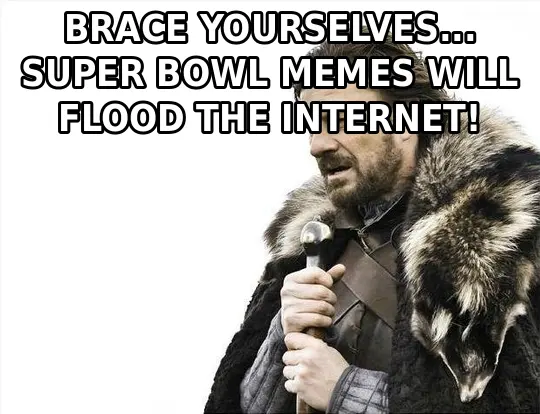 BRACE YOURSELVES...
SUPER BOWL MEMES WILL
FLOOD THE INTERNET!